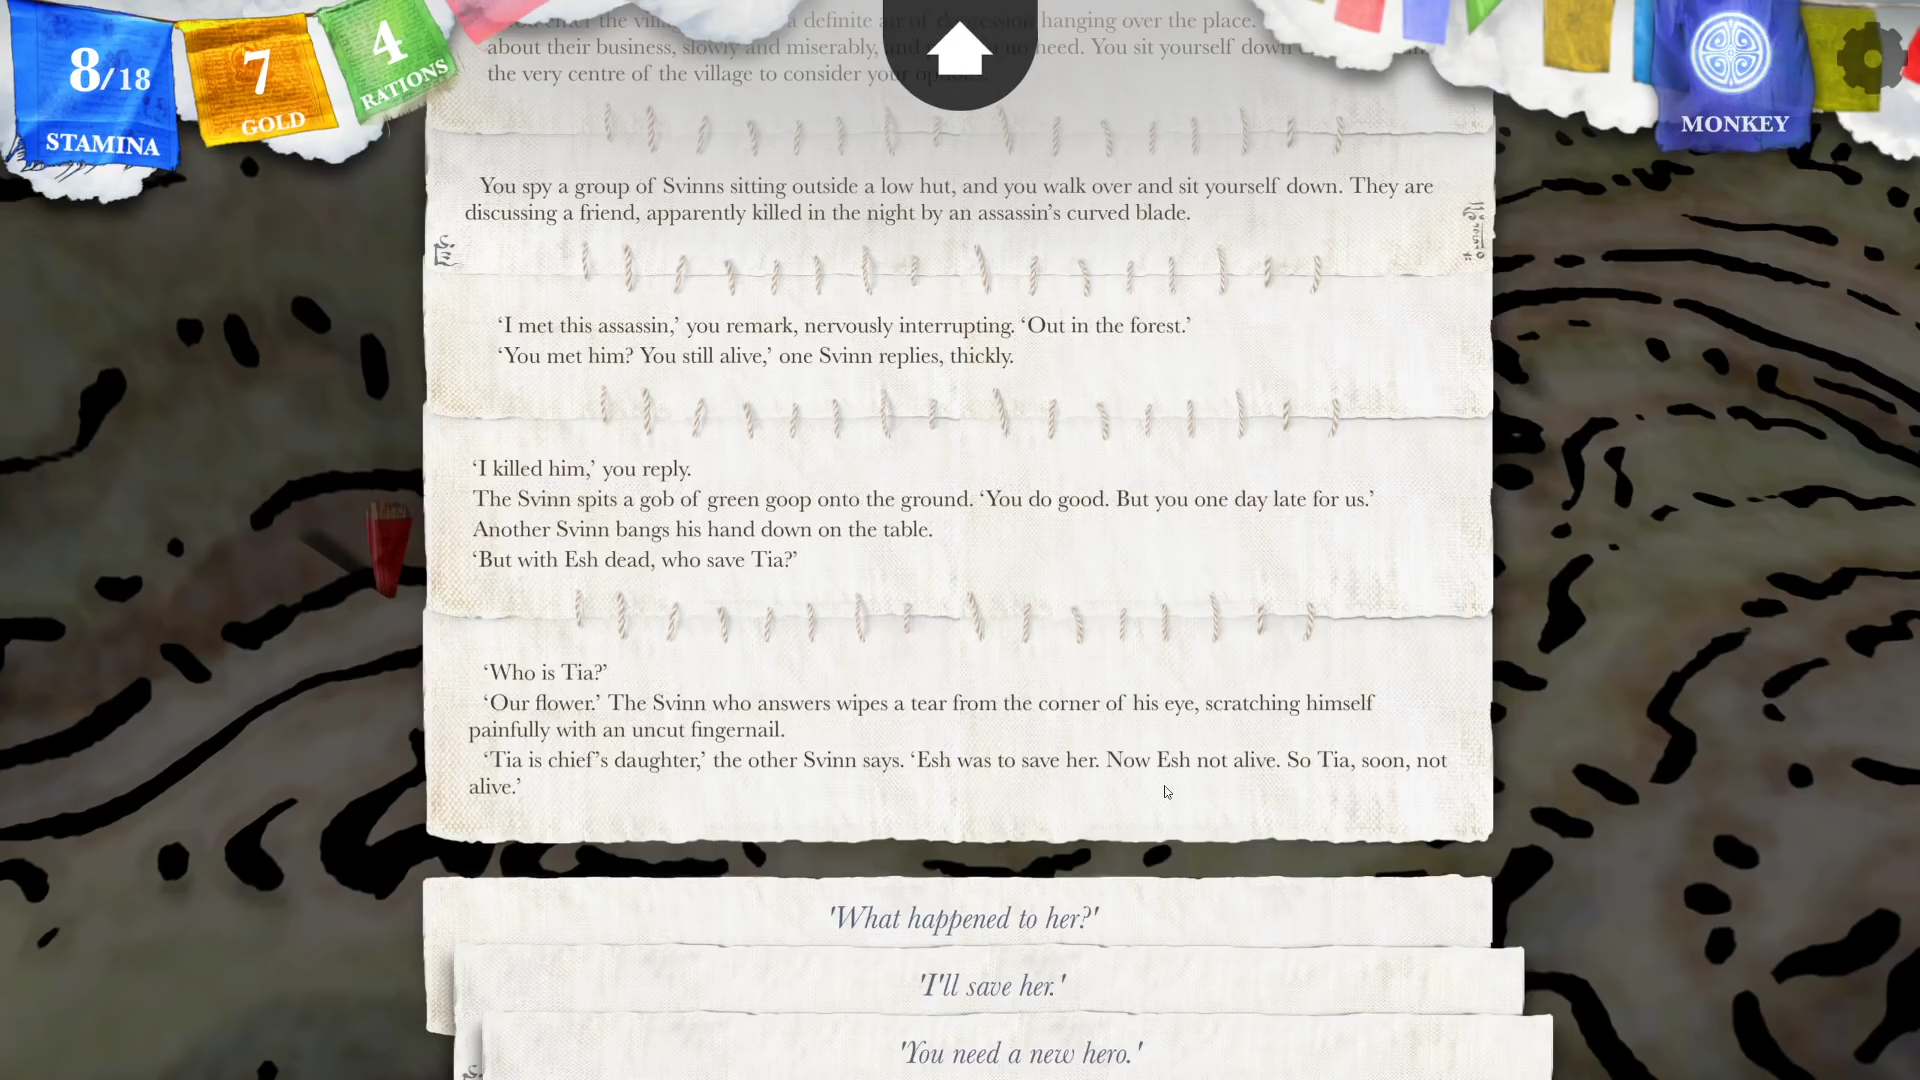 8/18
STAMINA
7
GOLD
4
RATIONS
MONKEY
the a definite hanging over the place.
about their business, slowly and miserably, no need. You sit yourself down
the very centre of the village to consider your
You spy a group of Svinns sitting outside a low hut, and you walk over and sit yourself down. They are
discussing a friend, apparently killed in the night by an assassin’s curved blade.
‘I met this assassin,’ you remark, nervously interrupting. ‘Out in the forest.’
‘You met him? You still alive,’ one Svinn replies, thickly.
‘I killed him,’ you reply.
The Svinn spits a gob of green goop onto the ground. ‘You do good. But you one day late for us.’
Another Svinn bangs his hand down on the table.
‘But with Esh dead, who save Tia?’
‘Who is Tia?’
‘Our flower.’ The Svinn who answers wipes a tear from the corner of his eye, scratching himself
painfully with an uncut fingernail.
‘Tia is chief’s daughter,’ the other Svinn says. ‘Esh was to save her. Now Esh not alive. So Tia, soon, not
alive.’
'What happened to her?'
'I'll save her.'
'You need a new hero.'